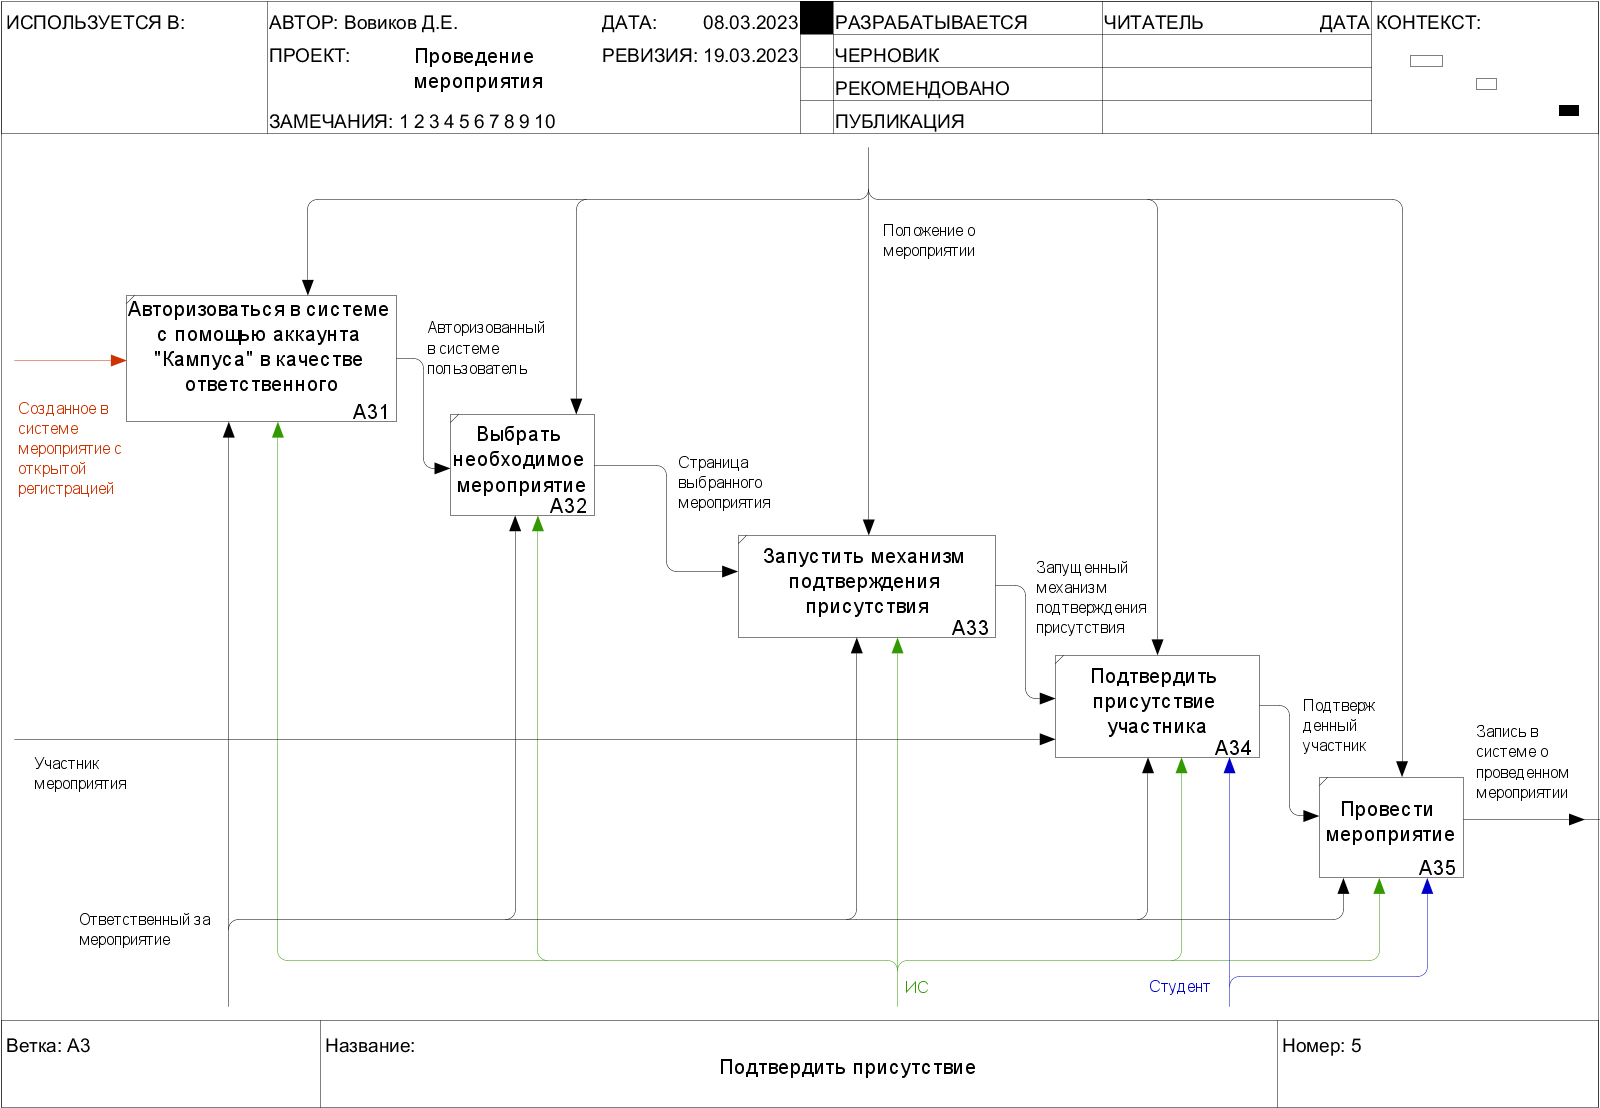 ИСПОЛЬЗУЕТСЯ В:
АВТОР: Вовиков Д.Е.
ДАТА: 08.03.2023
ПРОЕКТ: Проведение
мероприятия
РЕВИЗИЯ: 19.03.2023
ЗАМЕЧАНИЯ: 1 2 3 4 5 6 7 8 9 10
РАЗРАБАТЫВАЕТСЯ
ЧЕРНОВИК
РЕКОМЕНДОВАНО
ПУБЛИКАЦИЯ
ЧИТАТЕЛЬ
ДАТА
КОНТЕКСТ:
Положение о
мероприятии
Авторизоваться в системе
с помощью аккаунта
"Кампуса" в качестве
ответственного
A31
Созданное в
системе
мероприятие с
открытой
регистрацией
Авторизованный
в системе
пользователь
Выбрать
необходимое
мероприятие
A32
Страница
выбранного
мероприятия
Запустить механизм
подтверждения
присутствия
A33
Запущенный
механизм
подтверждения
присутствия
Подтвердить
присутствие
участника
A34
Участник
мероприятия
Подтверж
денный
участник
Провести
мероприятие
A35
Запись в
системе о
проведенном
мероприятии
Ответственный за
мероприятие
ИС
Студент
Ветка: A3
Название:
Подтвердить присутствие
Номер: 5